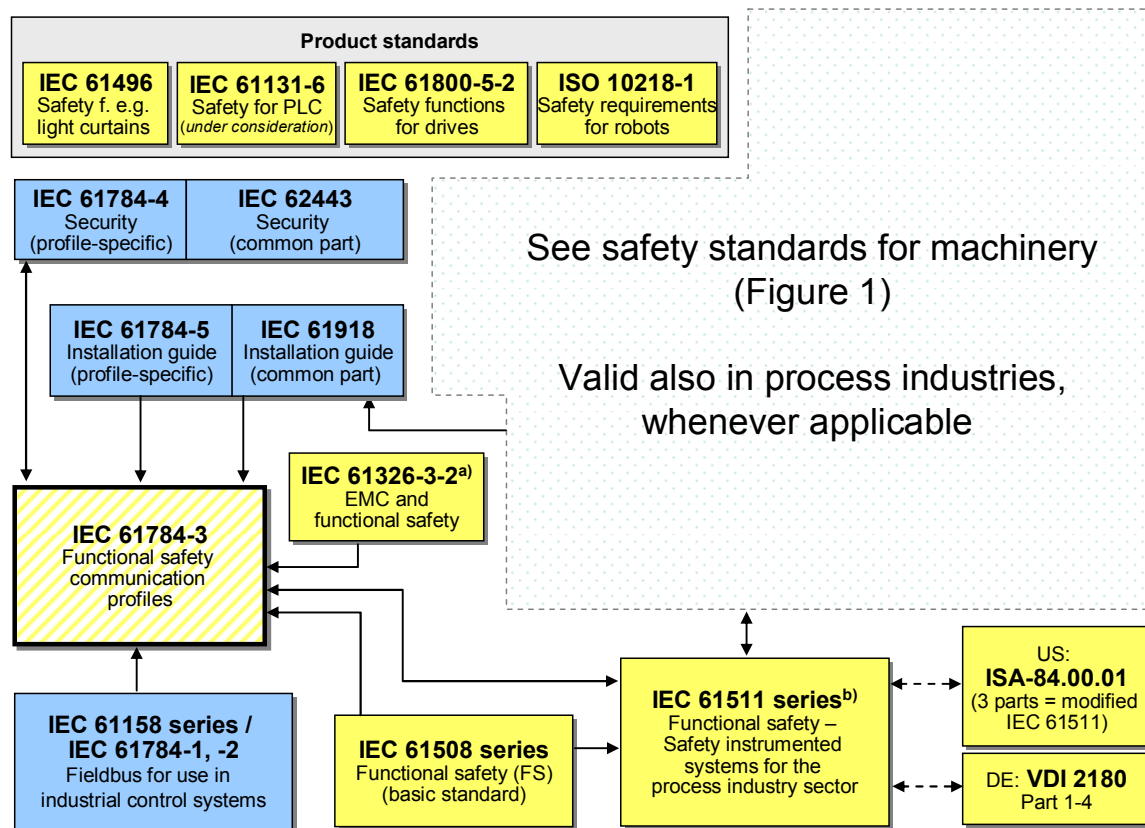 Product standards
IEC 61496
Safety f. e.g.
light curtains
IEC 61131-6
Safety for PLC
(under consideration)
IEC 61800-5-2
Safety functions
for drives
ISO 10218-1
Safety requirements
for robots
IEC 61784-4
Security
(profile-specific)
IEC 62443
Security
(common part)
See safety standards for machinery
(Figure 1)
Valid also in process industries,
whenever applicable
IEC 61784-5
Installation guide
(profile-specific)
IEC 61918
Installation guide
(common part)
IEC 61326-3-2a)
EMC and
functional safety
IEC 61784-3
Functional safety
communication
profiles
IEC 61158 series /
IEC 61784-1, -2
Fieldbus for use in
industrial control systems
IEC 61508 series
Functional safety (FS)
(basic standard)
IEC 61511 seriesb)
Functional safety –
Safety instrumented
systems for the
process industry sector
US:
ISA-84.00.01
(3 parts = modified
IEC 61511)
DE: VDI 2180
Part 1-4